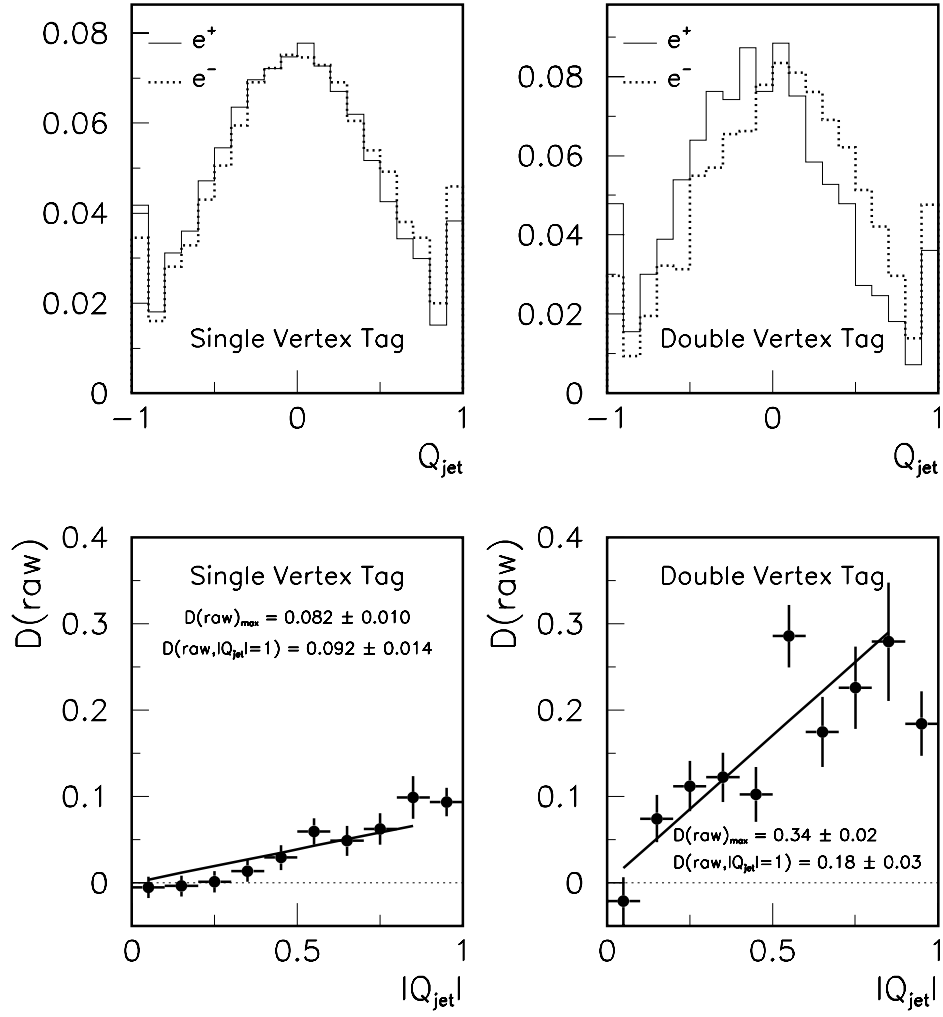 0.08
0.06
0.04
0.02
0
e+
e−
Single Vertex Tag
−1
0
1
Qjet
0.08
0.06
0.04
0.02
0
e+
e−
Double Vertex Tag
−1
0
1
Qjet
D(raw)
0.4
0.3
0.2
0.1
0
Single Vertex Tag
D(raw)max = 0.082 ± 0.010
D(raw,|Qjet|=1) = 0.092 ± 0.014
0
0.5
1
|Qjet|
D(raw)
0.4
0.3
0.2
0.1
0
Double Vertex Tag
D(raw)max = 0.34 ± 0.02
D(raw,|Qjet|=1) = 0.18 ± 0.03
0
0.5
1
|Qjet|